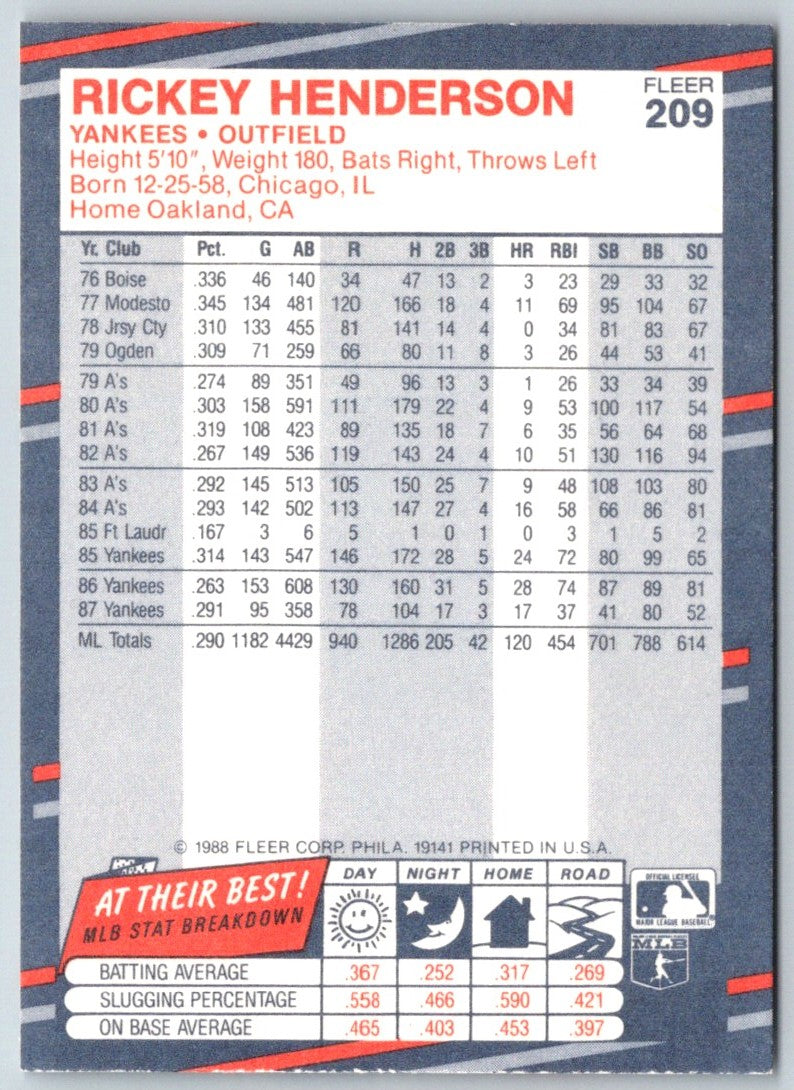 RICKEY HENDERSON
FLEER
209
YANKEES • OUTFIELD
Height 5'10", Weight 180, Bats Right, Throws Left
Born 12-25-58, Chicago, IL
Home Oakland, CA
Yr. Club Pct. G AB R H 2B 3B HR RBI SB BB SO
76 Boise .336 46 140 34 47 13 2 3 23 29 33 32
77 Modesto .345 134 481 120 166 18 4 11 69 95 104 67
78 Jrsy Cty .310 133 455 81 141 14 4 0 34 81 83 67
79 Ogden .309 71 259 66 80 11 8 3 26 44 53 41
79 A's .274 89 351 49 96 13 3 1 26 33 34 39
80 A's .303 158 591 111 179 22 4 9 53 100 117 54
81 A's .319 108 423 89 135 18 7 6 35 56 64 68
82 A's .267 149 536 119 143 24 4 10 51 130 116 94
83 A's .292 145 513 105 150 25 7 9 48 108 103 80
84 A's .293 142 502 113 147 27 4 16 58 66 86 81
85 Ft Laudr .167 3 6 5 1 0 1 0 3 1 5 2
85 Yankees .314 143 547 146 172 28 5 24 72 80 99 65
86 Yankees .263 153 608 130 160 31 5 28 74 87 89 81
87 Yankees .291 95 358 78 104 17 3 17 37 41 80 52
ML Totals .290 1182 4429 940 1286 205 42 120 454 701 788 614
© 1988 FLEER CORP. PHILA. 19141 PRINTED IN U.S.A.
AT THEIR BEST!
MLB STAT BREAKDOWN
DAY NIGHT HOME ROAD
BATTING AVERAGE .367 .252 .317 .269
SLUGGING PERCENTAGE .558 .466 .590 .421
ON BASE AVERAGE .465 .403 .453 .397
OFFICIAL LICENSEE
MAJOR LEAGUE BASEBALL
MLB